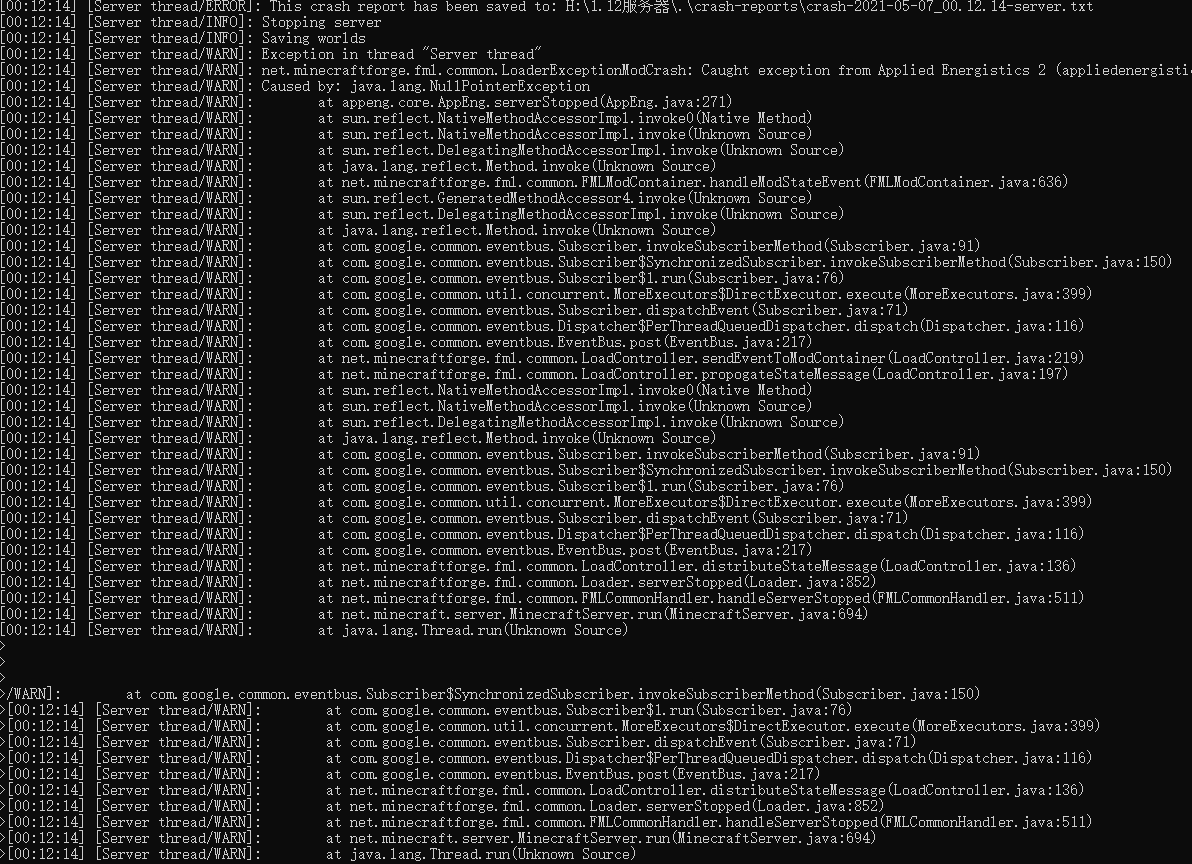 [00:12:14] [Server thread/ERROR]: This crash report has been saved to: H:\1.12服务器\.\crash-reports\crash-2021-05-07_00.12.14-server.txt
[00:12:14] [Server thread/INFO]: Stopping server
[00:12:14] [Server thread/INFO]: Saving worlds
[00:12:14] [Server thread/WARN]: Exception in thread "Server thread"
[00:12:14] [Server thread/WARN]: net.minecraftforge.fml.common.LoaderExceptionModCrash: Caught exception from Applied Energistics 2 (appliedenergisti
[00:12:14] [Server thread/WARN]: Caused by: java.lang.NullPointerException
[00:12:14] [Server thread/WARN]: at appeng.core.AppEng.serverStopped(AppEng.java:271)
[00:12:14] [Server thread/WARN]: at sun.reflect.NativeMethodAccessorImpl.invoke0(Native Method)
[00:12:14] [Server thread/WARN]: at sun.reflect.NativeMethodAccessorImpl.invoke(Unknown Source)
[00:12:14] [Server thread/WARN]: at sun.reflect.DelegatingMethodAccessorImpl.invoke(Unknown Source)
[00:12:14] [Server thread/WARN]: at java.lang.reflect.Method.invoke(Unknown Source)
[00:12:14] [Server thread/WARN]: at net.minecraftforge.fml.common.FMLModContainer.handleModStateEvent(FMLModContainer.java:636)
[00:12:14] [Server thread/WARN]: at sun.reflect.GeneratedMethodAccessor4.invoke(Unknown Source)
[00:12:14] [Server thread/WARN]: at sun.reflect.DelegatingMethodAccessorImpl.invoke(Unknown Source)
[00:12:14] [Server thread/WARN]: at java.lang.reflect.Method.invoke(Unknown Source)
[00:12:14] [Server thread/WARN]: at com.google.common.eventbus.Subscriber.invokeSubscriberMethod(Subscriber.java:91)
[00:12:14] [Server thread/WARN]: at com.google.common.eventbus.Subscriber$SynchronizedSubscriber.invokeSubscriberMethod(Subscriber.java:150)
[00:12:14] [Server thread/WARN]: at com.google.common.eventbus.Subscriber$1.run(Subscriber.java:76)
[00:12:14] [Server thread/WARN]: at com.google.common.util.concurrent.MoreExecutors$DirectExecutor.execute(MoreExecutors.java:399)
[00:12:14] [Server thread/WARN]: at com.google.common.eventbus.Subscriber.dispatchEvent(Subscriber.java:71)
[00:12:14] [Server thread/WARN]: at com.google.common.eventbus.Dispatcher$PerThreadQueuedDispatcher.dispatch(Dispatcher.java:116)
[00:12:14] [Server thread/WARN]: at com.google.common.eventbus.EventBus.post(EventBus.java:217)
[00:12:14] [Server thread/WARN]: at net.minecraftforge.fml.common.LoadController.sendEventToModContainer(LoadController.java:219)
[00:12:14] [Server thread/WARN]: at net.minecraftforge.fml.common.LoadController.propogateStateMessage(LoadController.java:197)
[00:12:14] [Server thread/WARN]: at sun.reflect.NativeMethodAccessorImpl.invoke0(Native Method)
[00:12:14] [Server thread/WARN]: at sun.reflect.NativeMethodAccessorImpl.invoke(Unknown Source)
[00:12:14] [Server thread/WARN]: at sun.reflect.DelegatingMethodAccessorImpl.invoke(Unknown Source)
[00:12:14] [Server thread/WARN]: at java.lang.reflect.Method.invoke(Unknown Source)
[00:12:14] [Server thread/WARN]: at com.google.common.eventbus.Subscriber.invokeSubscriberMethod(Subscriber.java:91)
[00:12:14] [Server thread/WARN]: at com.google.common.eventbus.Subscriber$SynchronizedSubscriber.invokeSubscriberMethod(Subscriber.java:150)
[00:12:14] [Server thread/WARN]: at com.google.common.eventbus.Subscriber$1.run(Subscriber.java:76)
[00:12:14] [Server thread/WARN]: at com.google.common.util.concurrent.MoreExecutors$DirectExecutor.execute(MoreExecutors.java:399)
[00:12:14] [Server thread/WARN]: at com.google.common.eventbus.Subscriber.dispatchEvent(Subscriber.java:71)
[00:12:14] [Server thread/WARN]: at com.google.common.eventbus.Dispatcher$PerThreadQueuedDispatcher.dispatch(Dispatcher.java:116)
[00:12:14] [Server thread/WARN]: at com.google.common.eventbus.EventBus.post(EventBus.java:217)
[00:12:14] [Server thread/WARN]: at net.minecraftforge.fml.common.LoadController.distributeStateMessage(LoadController.java:136)
[00:12:14] [Server thread/WARN]: at net.minecraftforge.fml.common.Loader.serverStopped(Loader.java:852)
[00:12:14] [Server thread/WARN]: at net.minecraftforge.fml.common.FMLCommonHandler.handleServerStopped(FMLCommonHandler.java:511)
[00:12:14] [Server thread/WARN]: at net.minecraft.server.MinecraftServer.run(MinecraftServer.java:694)
[00:12:14] [Server thread/WARN]: at java.lang.Thread.run(Unknown Source)
>
>
>
>/WARN]: at com.google.common.eventbus.Subscriber$SynchronizedSubscriber.invokeSubscriberMethod(Subscriber.java:150)
>[00:12:14] [Server thread/WARN]: at com.google.common.eventbus.Subscriber$1.run(Subscriber.java:76)
>[00:12:14] [Server thread/WARN]: at com.google.common.util.concurrent.MoreExecutors$DirectExecutor.execute(MoreExecutors.java:399)
>[00:12:14] [Server thread/WARN]: at com.google.common.eventbus.Subscriber.dispatchEvent(Subscriber.java:71)
>[00:12:14] [Server thread/WARN]: at com.google.common.eventbus.Dispatcher$PerThreadQueuedDispatcher.dispatch(Dispatcher.java:116)
>[00:12:14] [Server thread/WARN]: at com.google.common.eventbus.EventBus.post(EventBus.java:217)
>[00:12:14] [Server thread/WARN]: at net.minecraftforge.fml.common.LoadController.distributeStateMessage(LoadController.java:136)
>[00:12:14] [Server thread/WARN]: at net.minecraftforge.fml.common.Loader.serverStopped(Loader.java:852)
>[00:12:14] [Server thread/WARN]: at net.minecraftforge.fml.common.FMLCommonHandler.handleServerStopped(FMLCommonHandler.java:511)
>[00:12:14] [Server thread/WARN]: at net.minecraft.server.MinecraftServer.run(MinecraftServer.java:694)
>[00:12:14] [Server thread/WARN]: at java.lang.Thread.run(Unknown Source)